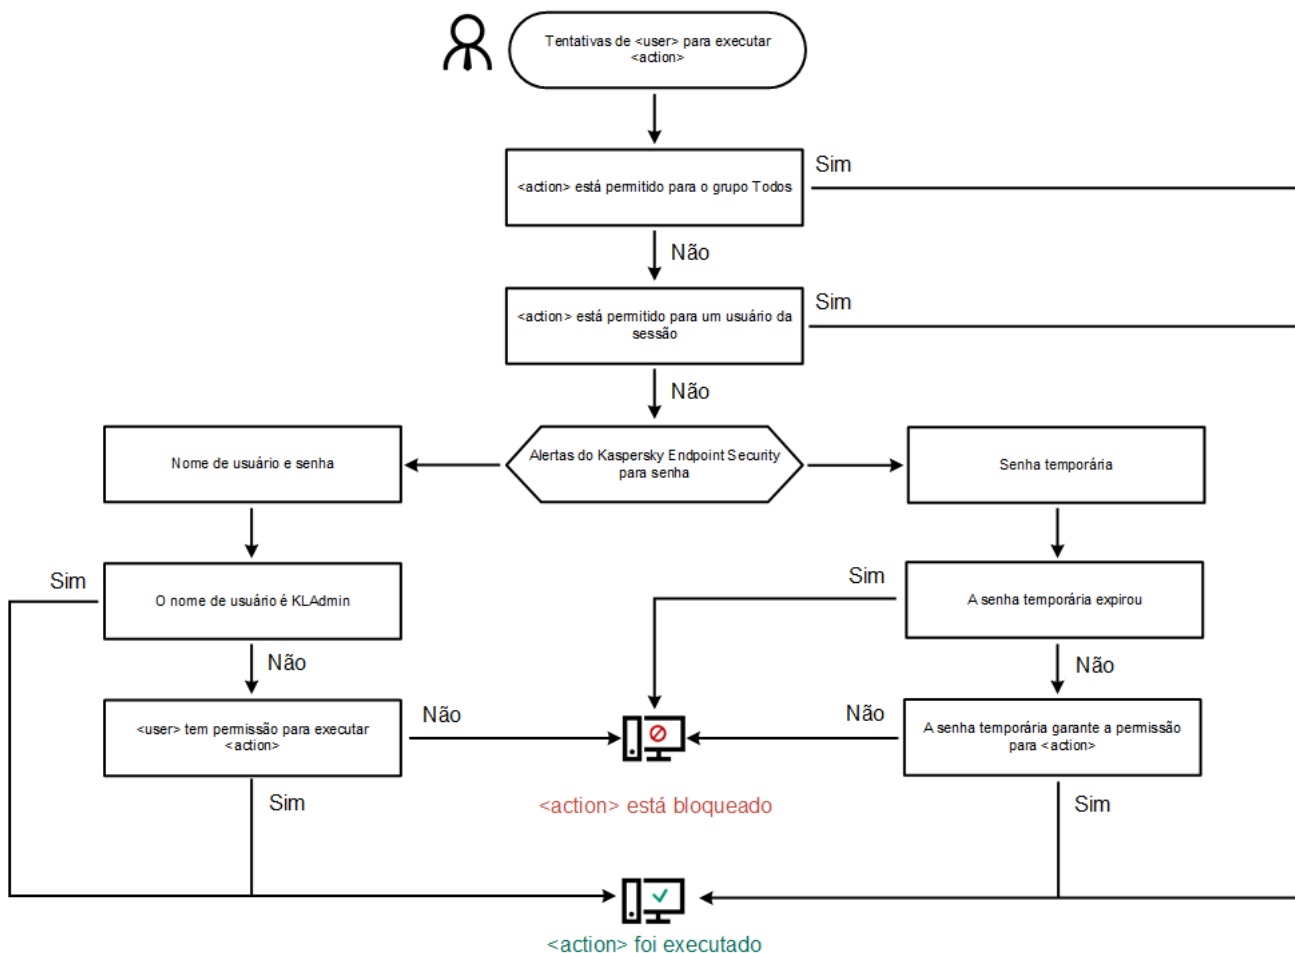 Tentativas de <user> para executar
<action>
Sim
<action> está permitido para o grupo Todos
Não
Sim
<action> está permitido para um usuário da
sessão
Não
Nome de usuário e senha
Alertas do Kaspersky Endpoint Security
para senha
Senha temporária
Sim
O nome de usuário é KLAdmin
Sim
A senha temporária expirou
Não
Não
<user> tem permissão para executar
<action>
Não
Não
A senha temporária garante a permissão
para <action>
Sim
<action> está bloqueado
Sim
<action> foi executado